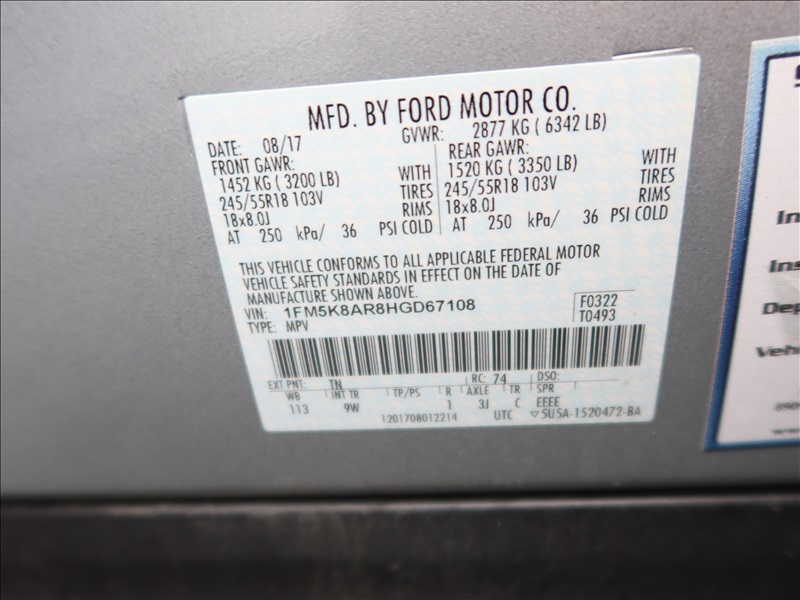 MFD. BY FORD MOTOR CO.
DATE: 08/17 GVWR: 2877 KG ( 6342 LB)
FRONT GAWR: REAR GAWR:
1452 KG ( 3200 LB) WITH 1520 KG ( 3350 LB) WITH
245/55R18 103V TIRES 245/55R18 103V TIRES
18x8.0J RIMS 18x8.0J RIMS
AT 250 kPa/ 36 PSI COLD AT 250 kPa/ 36 PSI COLD
THIS VEHICLE CONFORMS TO ALL APPLICABLE FEDERAL MOTOR
VEHICLE SAFETY STANDARDS IN EFFECT ON THE DATE OF
MANUFACTURE SHOWN ABOVE.
VIN: 1FM5K8AR8HGD67108 F0322
TYPE: MPV T0493
EXT PNT: TN RC: 74 DSO:
WB INT TR TP/PS R AXLE TR SPR
113 9W 1 3J C EEEE
1201708012214 UTC ▽5U5A-1520472-BA
In
Ins
Dep
Vehi